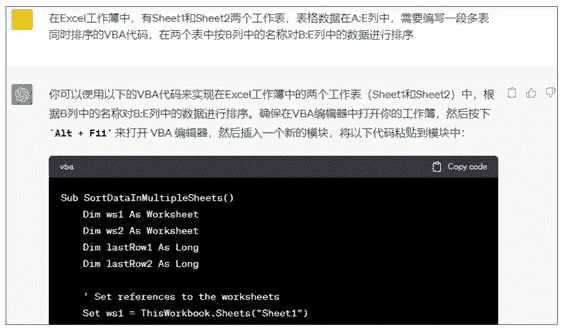 在Excel工作簿中，有Sheet1和Sheet2两个工作表，表格数据在A:E列中，需要编写一段多表
同时排序的VBA代码，在两个表中按B列中的名称对B:E列中的数据进行排序
你可以使用以下的VBA代码来实现在Excel工作簿中的两个工作表（Sheet1和Sheet2）中，根
据B列中的名称对B:E列中的数据进行排序。确保在VBA编辑器中打开你的工作簿，然后按下
`Alt + F11`来打开 VBA 编辑器，然后插入一个新的模块，将以下代码粘贴到模块中：
vba Copy code
Sub SortDataInMultipleSheets()
Dim ws1 As Worksheet
Dim ws2 As Worksheet
Dim lastRow1 As Long
Dim lastRow2 As Long
' Set references to the worksheets
Set ws1 = ThisWorkbook.Sheets("Sheet1")